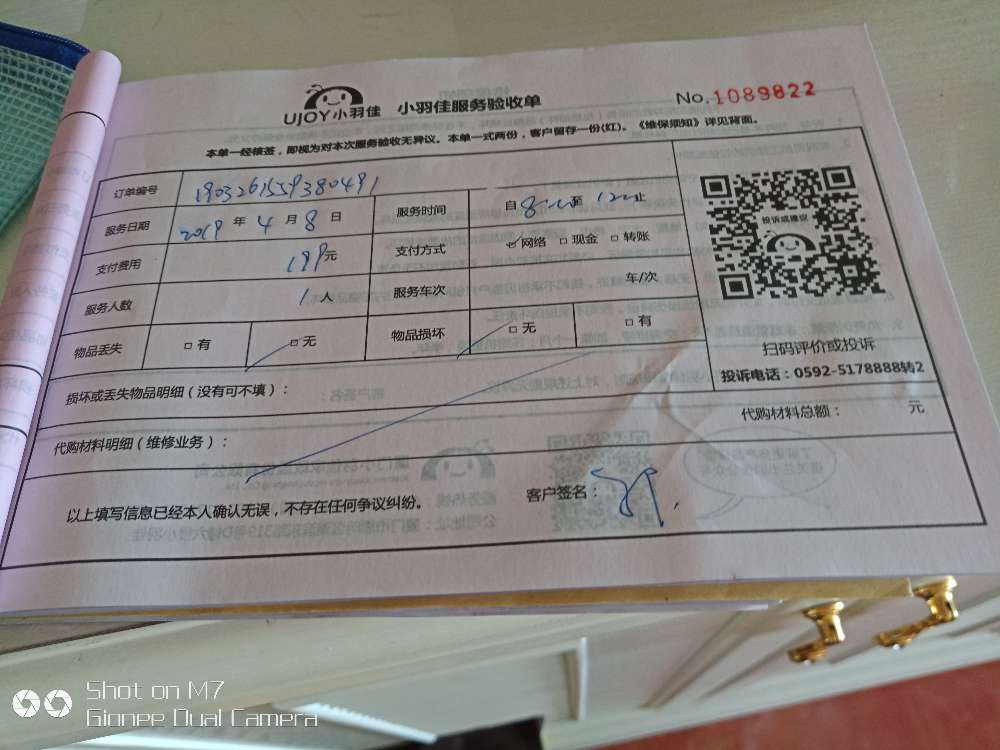 UJOY小羽佳 小羽佳服务验收单 No.1089822
本单一经核签，即视为对本次服务验收无异议。本单一式两份，客户留存一份(红)。《维保须知》详见背面。
订单编号 1903261559380491
服务日期 2019 年 4 月 8 日 服务时间 自 至 止
支付费用 199元 支付方式 网络 □ 现金 □ 转账
服务人数 1 人 服务车次 车/次
物品丢失 □ 有 □ 无 物品损坏 □ 无 □ 有
投诉或建议
扫码评价或投诉
投诉电话：0592-5178888转2
损坏或丢失物品明细（没有可不填）：
代购材料明细（维修业务）： 代购材料总额： 元
以上填写信息已经本人确认无误，不存在任何争议纠纷。 客户签名：
Shot on M7
Gionee Dual Camera